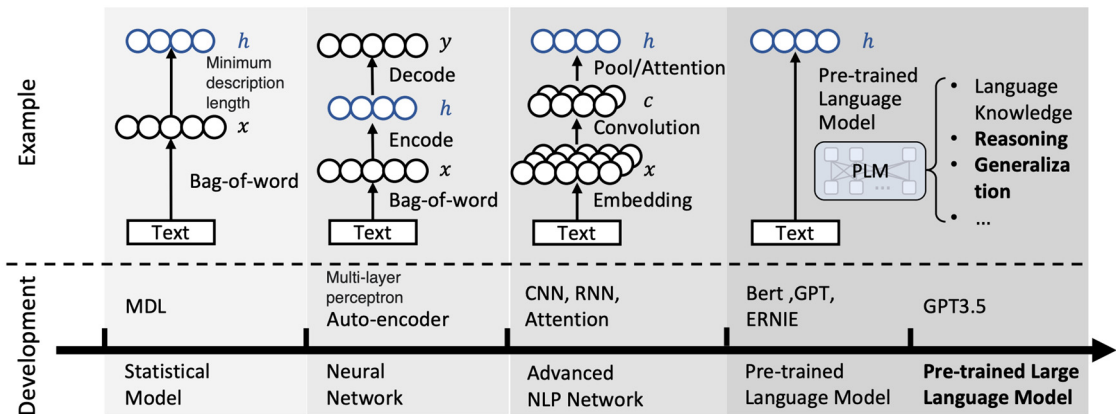 Example
h
Minimum
description
length
x
Bag-of-word
Text
y
Decode
h
Encode
x
Bag-of-word
Text
h
Pool/Attention
c
Convolution
x
Embedding
Text
h
Pre-trained
Language
Model
PLM
...
Text
• Language
Knowledge
• Reasoning
• Generaliza
tion
• ...
Development
MDL
Multi-layer
perceptron
Auto-encoder
CNN, RNN,
Attention
Bert ,GPT,
ERNIE
GPT3.5
Statistical
Model
Neural
Network
Advanced
NLP Network
Pre-trained
Language Model
Pre-trained Large
Language Model